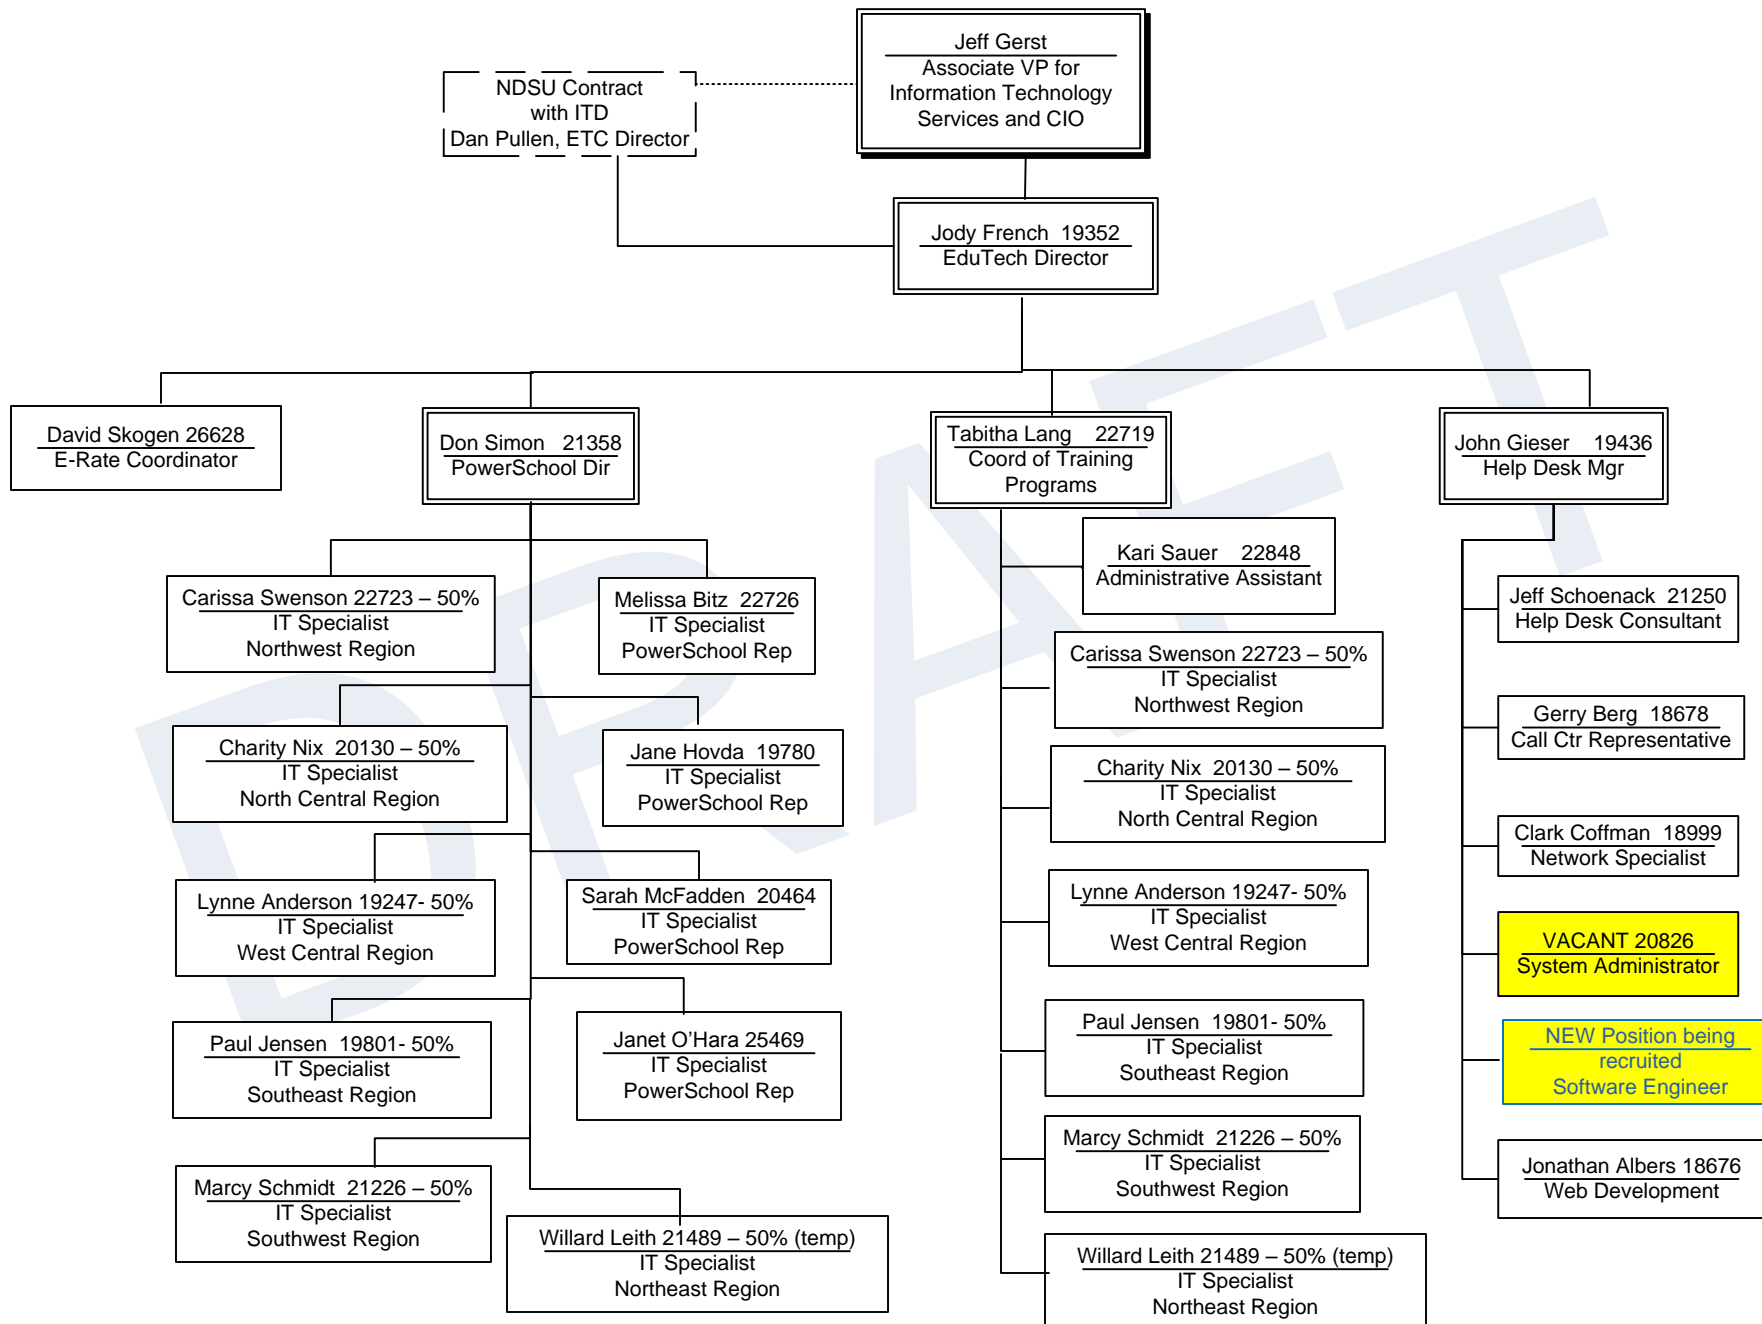 Jeff Gerst
Associate VP for
Information Technology
Services and CIO
NDSU Contract
with ITD
Dan Pullen, ETC Director
Jody French 19352
EduTech Director
David Skogen 26628
E-Rate Coordinator
Don Simon 21358
PowerSchool Dir
Tabitha Lang 22719
Coord of Training
Programs
John Gieser 19436
Help Desk Mgr
Carissa Swenson 22723 – 50%
IT Specialist
Northwest Region
Melissa Bitz 22726
IT Specialist
PowerSchool Rep
Charity Nix 20130 – 50%
IT Specialist
North Central Region
Jane Hovda 19780
IT Specialist
PowerSchool Rep
Lynne Anderson 19247- 50%
IT Specialist
West Central Region
Sarah McFadden 20464
IT Specialist
PowerSchool Rep
Paul Jensen 19801- 50%
IT Specialist
Southeast Region
Janet O'Hara 25469
IT Specialist
PowerSchool Rep
Marcy Schmidt 21226 – 50%
IT Specialist
Southwest Region
Willard Leith 21489 – 50% (temp)
IT Specialist
Northeast Region
Kari Sauer 22848
Administrative Assistant
Carissa Swenson 22723 – 50%
IT Specialist
Northwest Region
Charity Nix 20130 – 50%
IT Specialist
North Central Region
Lynne Anderson 19247- 50%
IT Specialist
West Central Region
Paul Jensen 19801- 50%
IT Specialist
Southeast Region
Marcy Schmidt 21226 – 50%
IT Specialist
Southwest Region
Willard Leith 21489 – 50% (temp)
IT Specialist
Northeast Region
Jeff Schoenack 21250
Help Desk Consultant
Gerry Berg 18678
Call Ctr Representative
Clark Coffman 18999
Network Specialist
VACANT 20826
System Administrator
NEW Position being
recruited
Software Engineer
Jonathan Albers 18676
Web Development
DRAFT